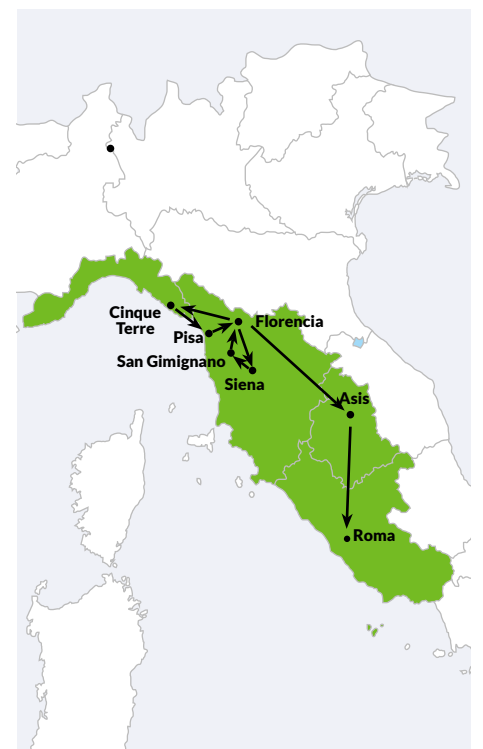 Cinque
Terre
Florencia
Pisa
San Gimignano
Siena
Asis
Roma